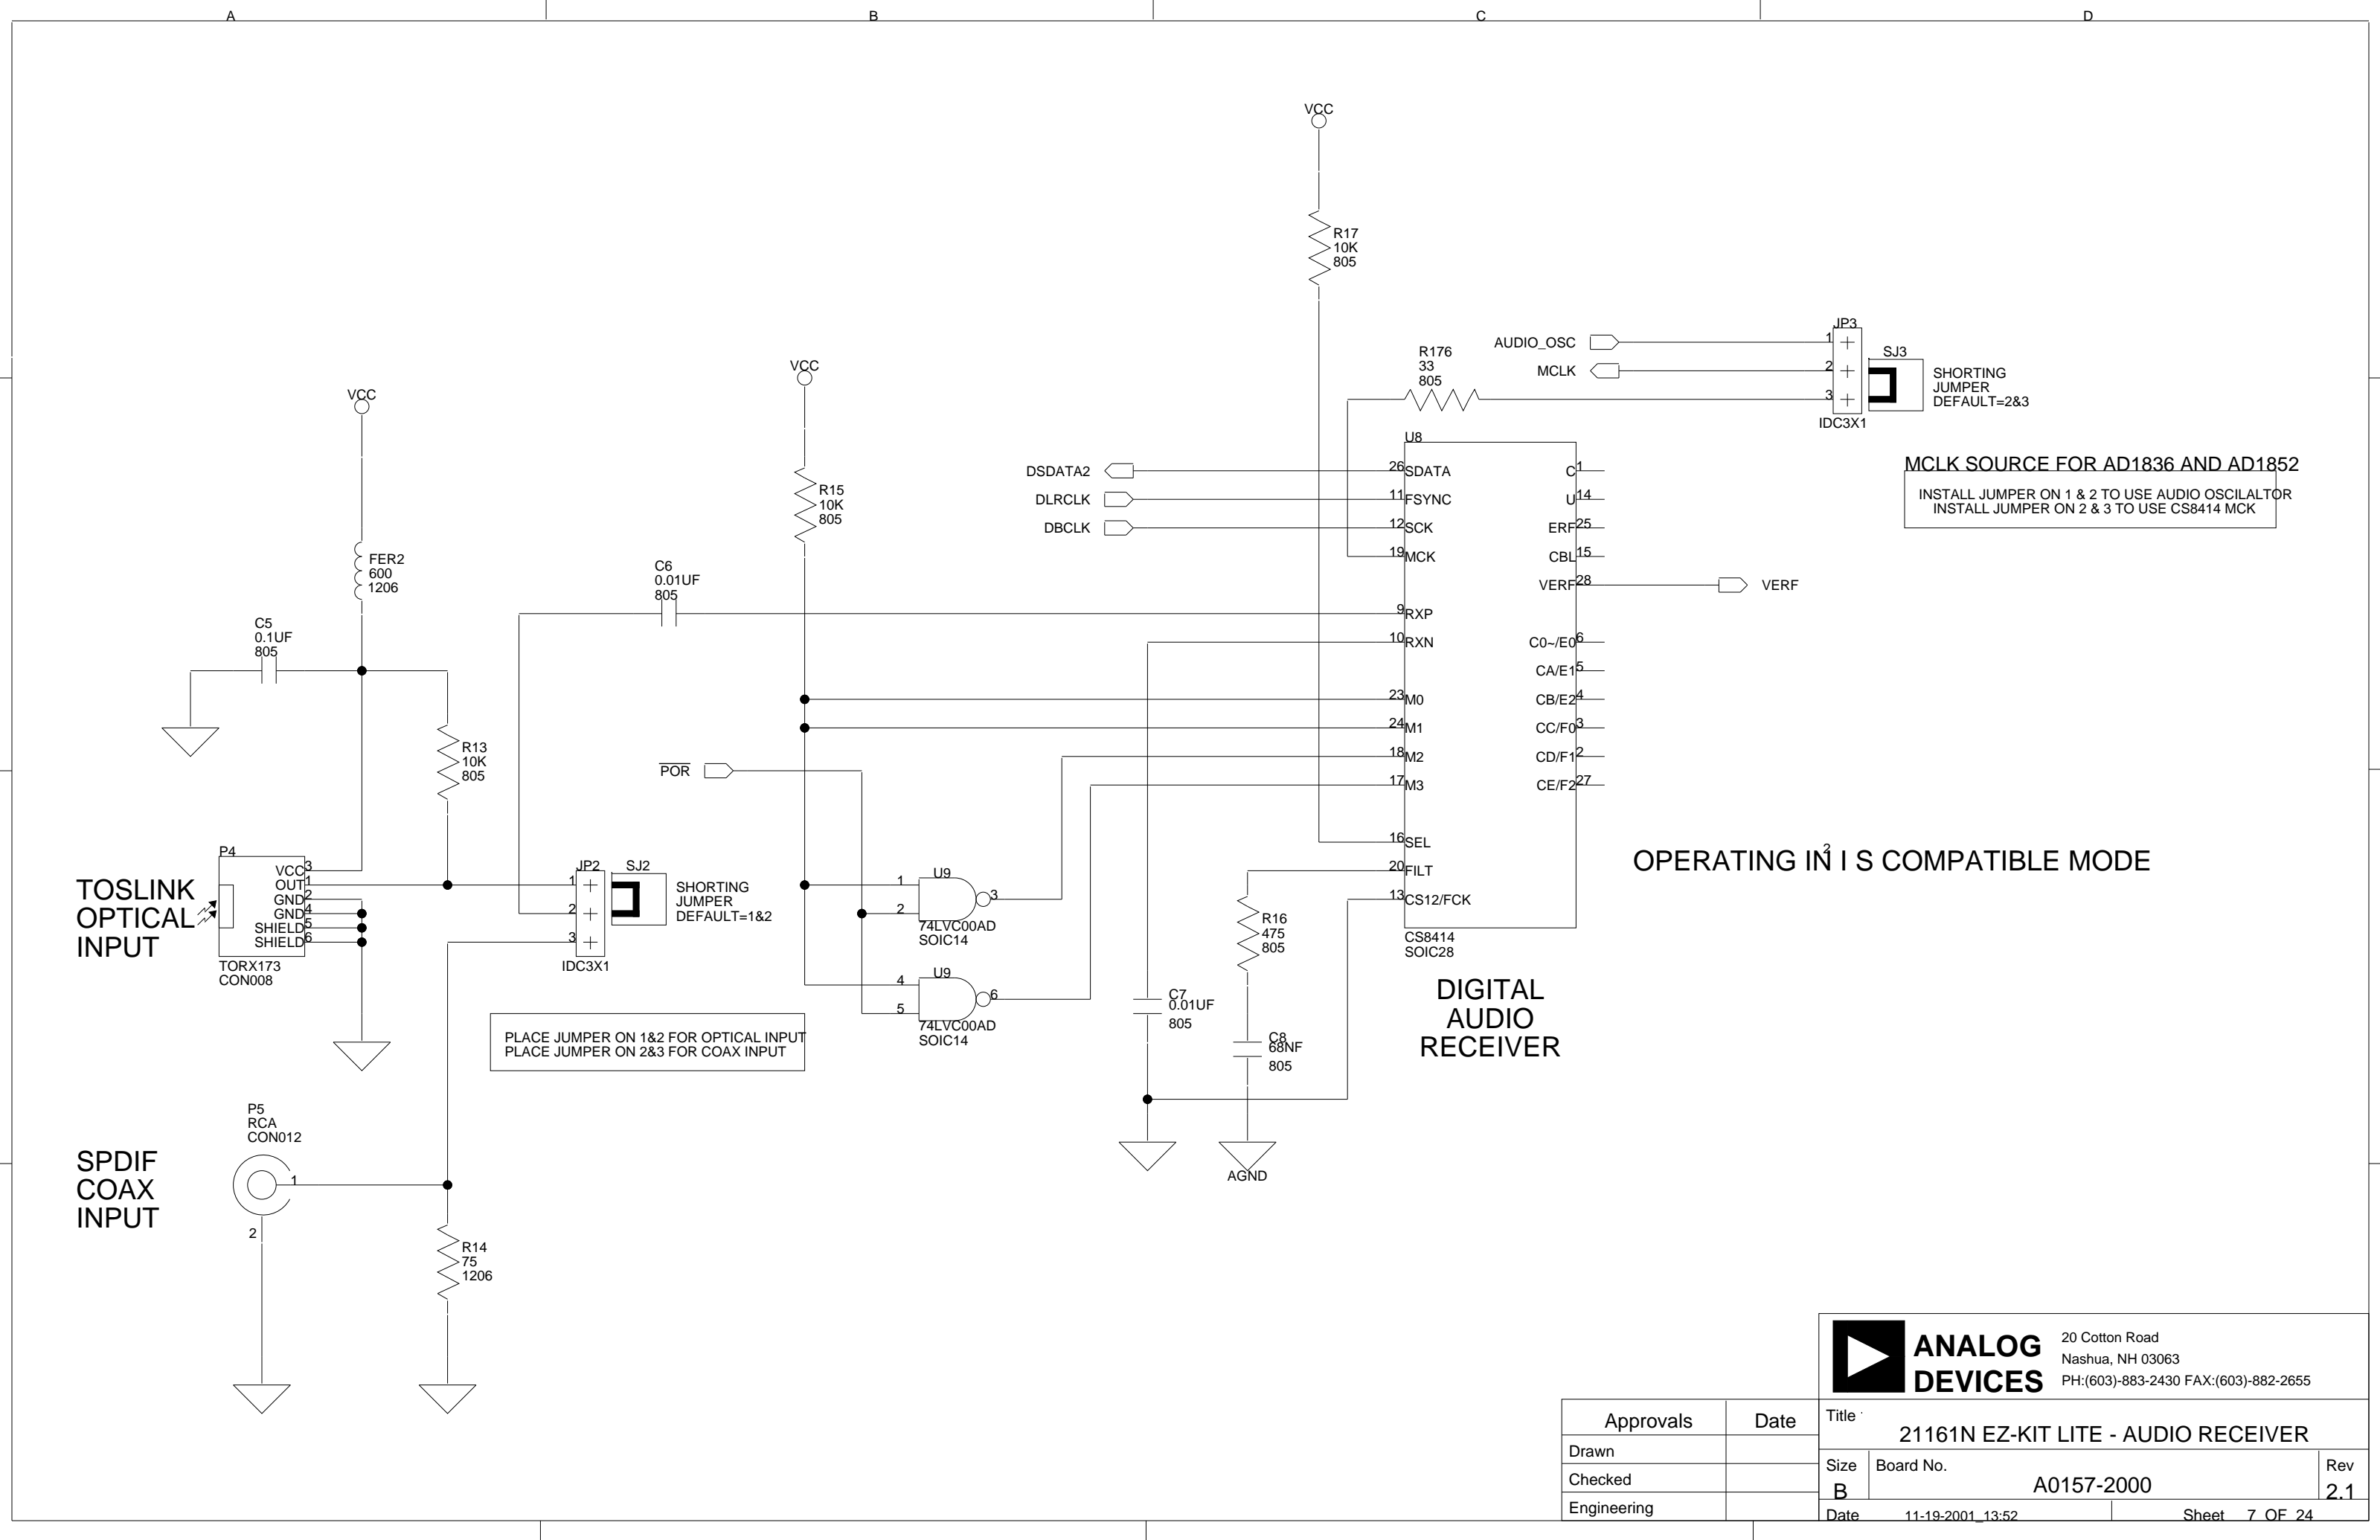 A
B
C
D
VCC
R17
10K
805
JP3
AUDIO_OSC
1
MCLK
2
3
IDC3X1
SJ3
SHORTING
JUMPER
DEFAULT=2&3
R176
33
805
MCLK SOURCE FOR AD1836 AND AD1852
INSTALL JUMPER ON 1 & 2 TO USE AUDIO OSCILALTOR
INSTALL JUMPER ON 2 & 3 TO USE CS8414 MCK
VCC
R15
10K
805
VCC
FER2
600
1206
C5
0.1UF
805
R13
10K
805
C6
0.01UF
805
DSDATA2
DLRCLK
DBCLK
U8
26 SDATA
11 FSYNC
12 SCK
19 MCK
9 RXP
10 RXN
23 M0
24 M1
18 M2
17 M3
16 SEL
20 FILT
13 CS12/FCK
C 1
U 14
ERF 25
CBL 15
VERF 28
VERF
C0~/E0 6
CA/E1 5
CB/E2 4
CC/F0 3
CD/F1 2
CE/F2 27
CS8414
SOIC28
DIGITAL
AUDIO
RECEIVER
OPERATING IN I2S COMPATIBLE MODE
POR
TOSLINK
OPTICAL
INPUT
P4
VCC 3
OUT 1
GND 2
GND 4
SHIELD 5
SHIELD 6
TORX173
CON008
JP2
1
2
3
IDC3X1
SJ2
SHORTING
JUMPER
DEFAULT=1&2
PLACE JUMPER ON 1&2 FOR OPTICAL INPUT
PLACE JUMPER ON 2&3 FOR COAX INPUT
U9
1
2
3
74LVC00AD
SOIC14
U9
4
5
6
74LVC00AD
SOIC14
R16
475
805
C7
0.01UF
805
C8
68NF
805
AGND
P5
RCA
CON012
1
2
SPDIF
COAX
INPUT
R14
75
1206
ANALOG
DEVICES
20 Cotton Road
Nashua, NH 03063
PH:(603)-883-2430 FAX:(603)-882-2655
Approvals Date
Drawn
Checked
Engineering
Title
21161N EZ-KIT LITE - AUDIO RECEIVER
Size
B
Board No.
A0157-2000
Rev
2.1
Date 11-19-2001_13:52
Sheet 7 OF 24